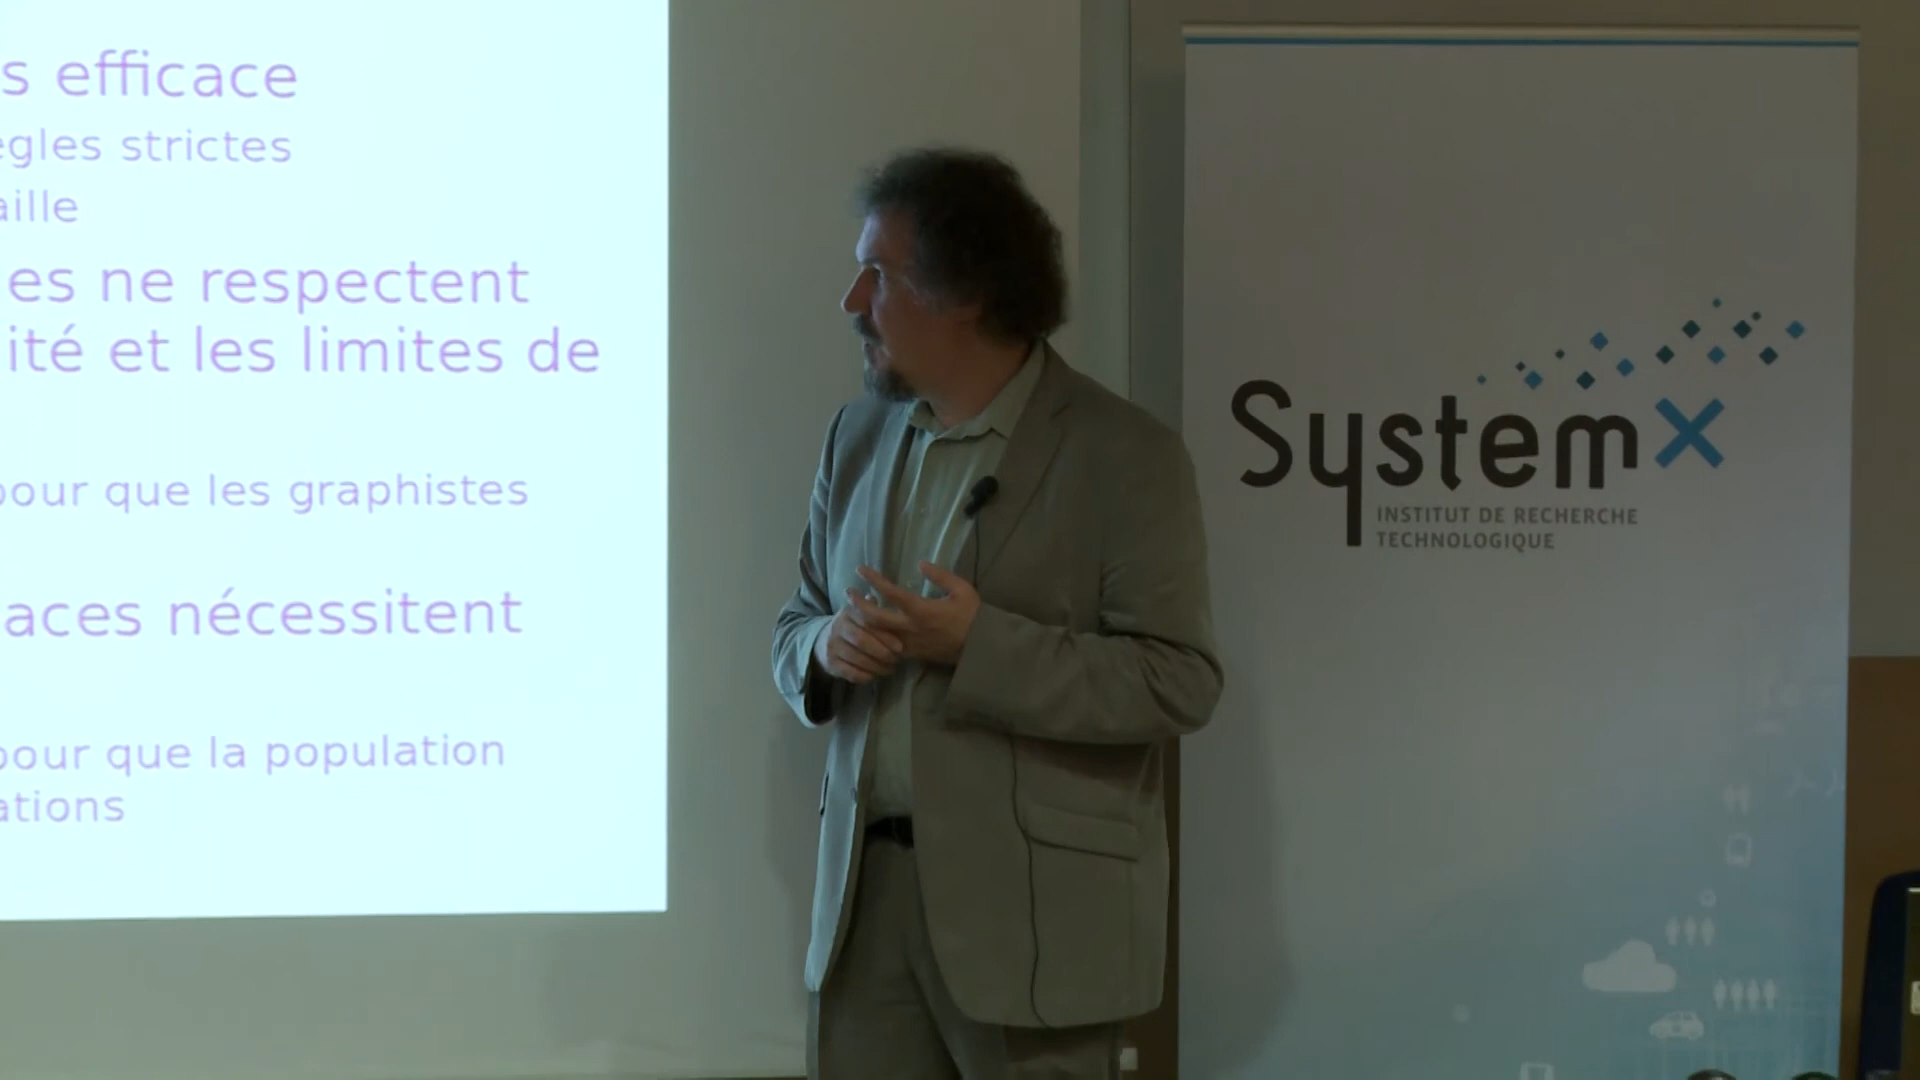 s efficace
ègles strictes
aille
es ne respectent
ité et les limites de
pour que les graphistes
aces nécessitent
pour que la population
ations
SystemX
INSTITUT DE RECHERCHE
TECHNOLOGIQUE